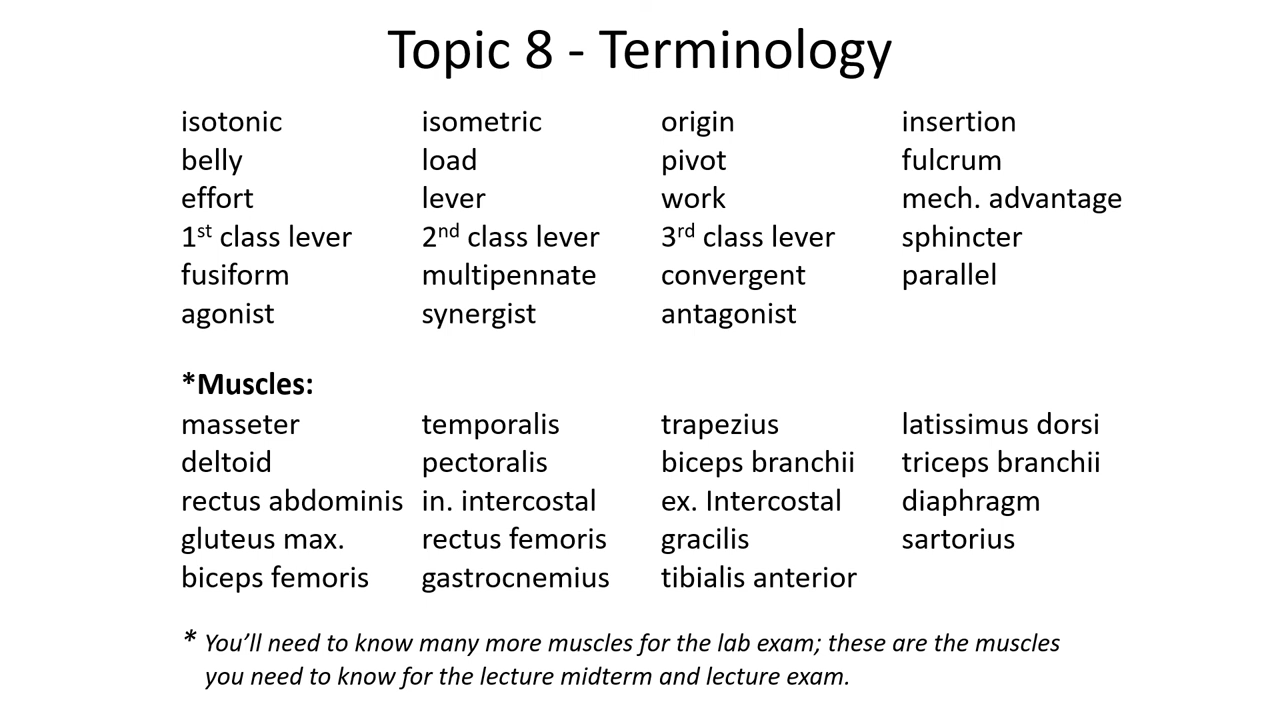 Topic 8 - Terminology
isotonic isometric origin insertion
belly load pivot fulcrum
effort lever work mech. advantage
1st class lever 2nd class lever 3rd class lever sphincter
fusiform multipennate convergent parallel
agonist synergist antagonist
*Muscles:
masseter temporalis trapezius latissimus dorsi
deltoid pectoralis biceps branchii triceps branchii
rectus abdominis in. intercostal ex. Intercostal diaphragm
gluteus max. rectus femoris gracilis sartorius
biceps femoris gastrocnemius tibialis anterior
* You’ll need to know many more muscles for the lab exam; these are the muscles
you need to know for the lecture midterm and lecture exam.